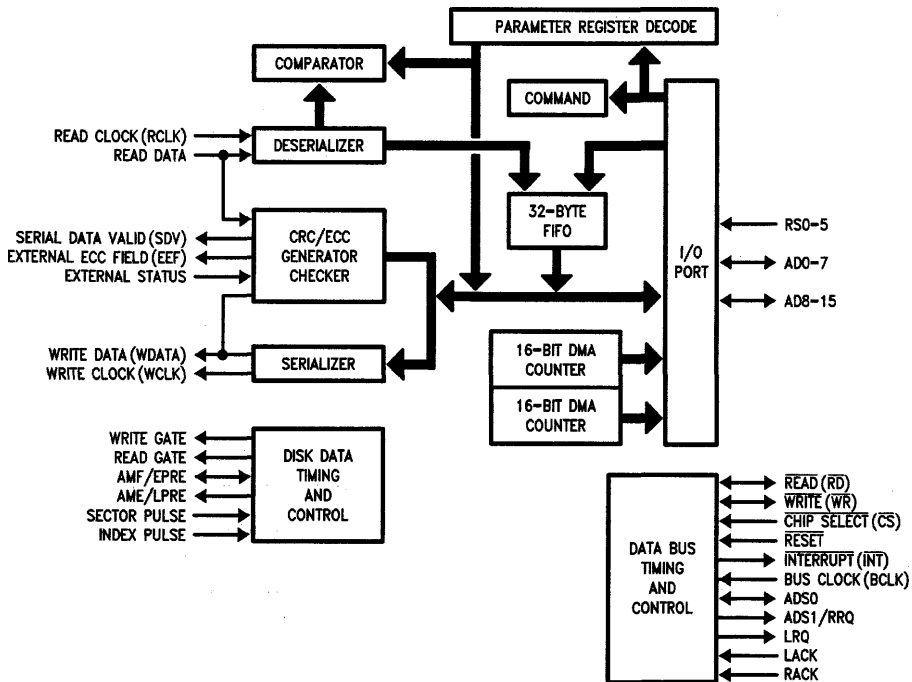 PARAMETER REGISTER DECODE
COMPARATOR
COMMAND
READ CLOCK (RCLK)
READ DATA
DESERIALIZER
32-BYTE
FIFO
I/O
PORT
RS0-5
AD0-7
AD8-15
SERIAL DATA VALID (SDV)
EXTERNAL ECC FIELD (EEF)
EXTERNAL STATUS
CRC/ECC
GENERATOR
CHECKER
WRITE DATA (WDATA)
WRITE CLOCK (WCLK)
SERIALIZER
16-BIT DMA
COUNTER
16-BIT DMA
COUNTER
WRITE GATE
READ GATE
AMF/EPRE
AME/LPRE
SECTOR PULSE
INDEX PULSE
DISK DATA
TIMING
AND
CONTROL
DATA BUS
TIMING
AND
CONTROL
READ (RD)
WRITE (WR)
CHIP SELECT (CS)
RESET
INTERRUPT (INT)
BUS CLOCK (BCLK)
ADS0
ADS1/RRQ
LRQ
LACK
RACK